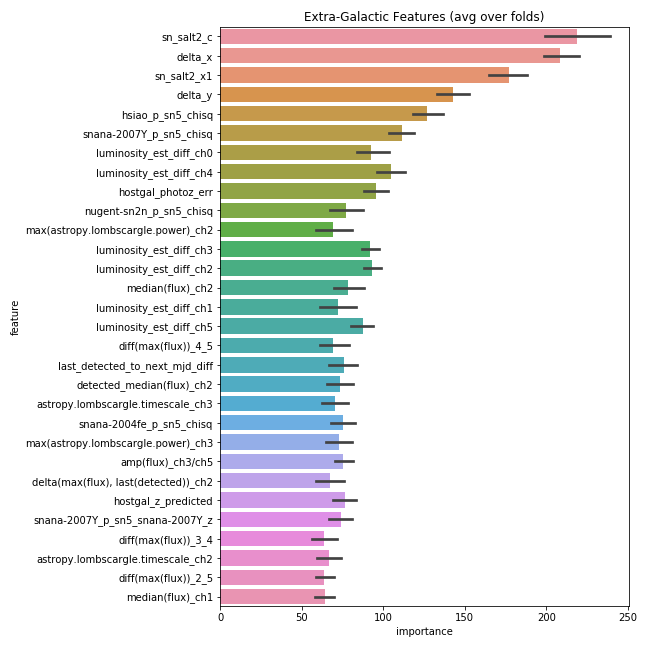 Extra-Galactic Features (avg over folds)
sn_salt2_c
delta_x
sn_salt2_x1
delta_y
hsiao_p_sn5_chisq
snana-2007Y_p_sn5_chisq
luminosity_est_diff_ch0
luminosity_est_diff_ch4
hostgal_photoz_err
nugent-sn2n_p_sn5_chisq
max(astropy.lombscargle.power)_ch2
luminosity_est_diff_ch3
luminosity_est_diff_ch2
median(flux)_ch2
luminosity_est_diff_ch1
luminosity_est_diff_ch5
diff(max(flux))_4_5
last_detected_to_next_mjd_diff
detected_median(flux)_ch2
astropy.lombscargle.timescale_ch3
snana-2004fe_p_sn5_chisq
max(astropy.lombscargle.power)_ch3
amp(flux)_ch3/ch5
delta(max(flux), last(detected))_ch2
hostgal_z_predicted
snana-2007Y_p_sn5_snana-2007Y_z
diff(max(flux))_3_4
astropy.lombscargle.timescale_ch2
diff(max(flux))_2_5
median(flux)_ch1
feature
0 50 100 150 200 250
importance